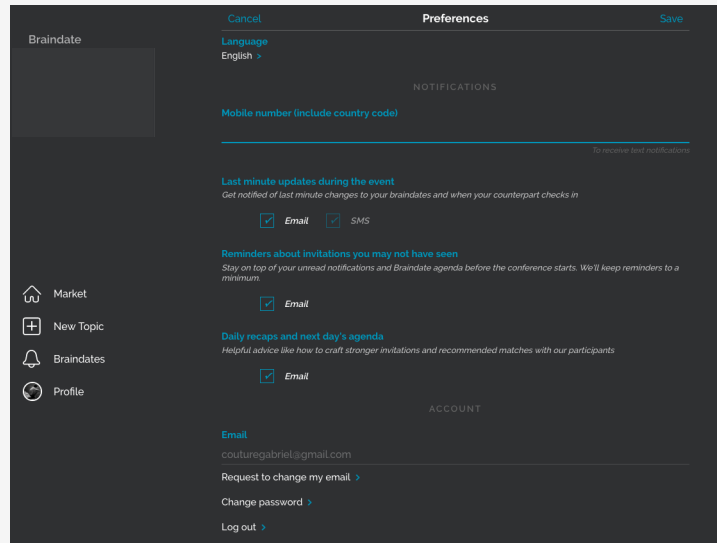 Cancel
Preferences
Save
Braindate
Language
English >
NOTIFICATIONS
Mobile number (include country code)
To receive text notifications
Last minute updates during the event
Get notified of last minute changes to your braindates and when your counterpart checks in
Email
SMS
Reminders about invitations you may not have seen
Stay on top of your unread notifications and Braindate agenda before the conference starts. We'll keep reminders to a
minimum.
Email
Daily recaps and next day's agenda
Helpful advice like how to craft stronger invitations and recommended matches with our participants
Email
Market
New Topic
Braindates
Profile
ACCOUNT
Email
couturegabriel@gmail.com
Request to change my email >
Change password >
Log out >